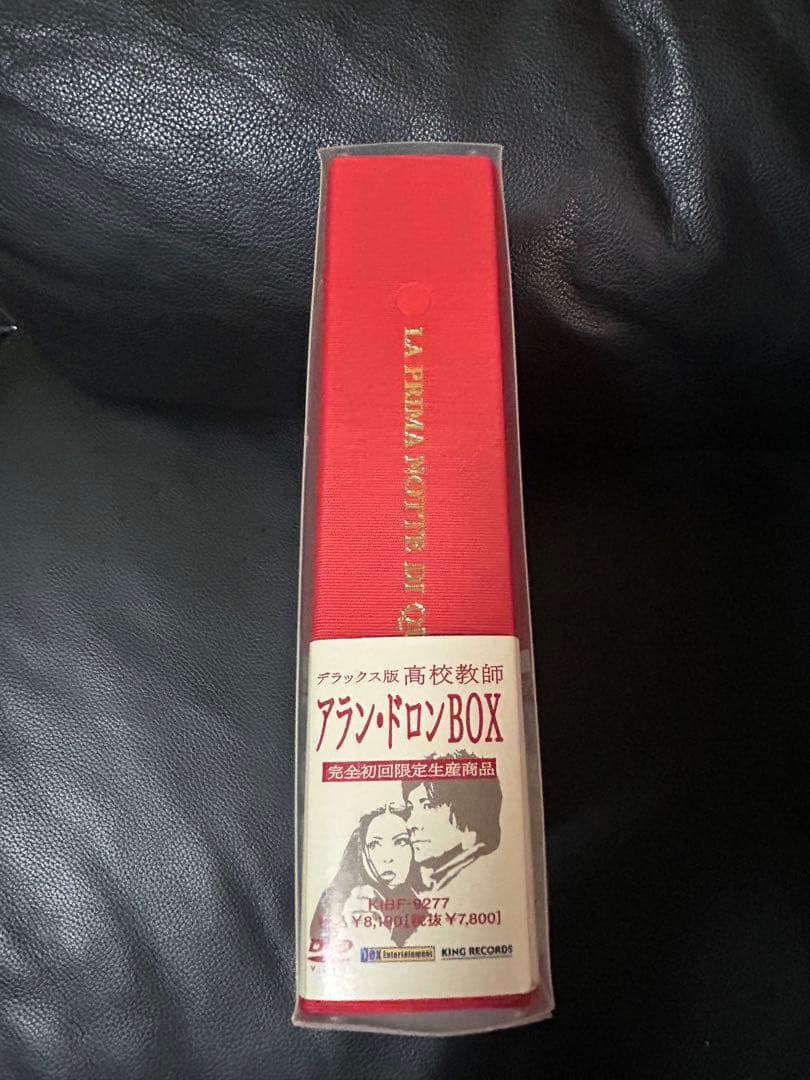 LA PRIMA NOTTE DI
デラックス版 高校教師
アラン・ドロンBOX
完全初回限定生産商品
KIBF-9277
¥8,190[税抜¥7,800]
DVD
Dex Entertainment
KING RECORDS